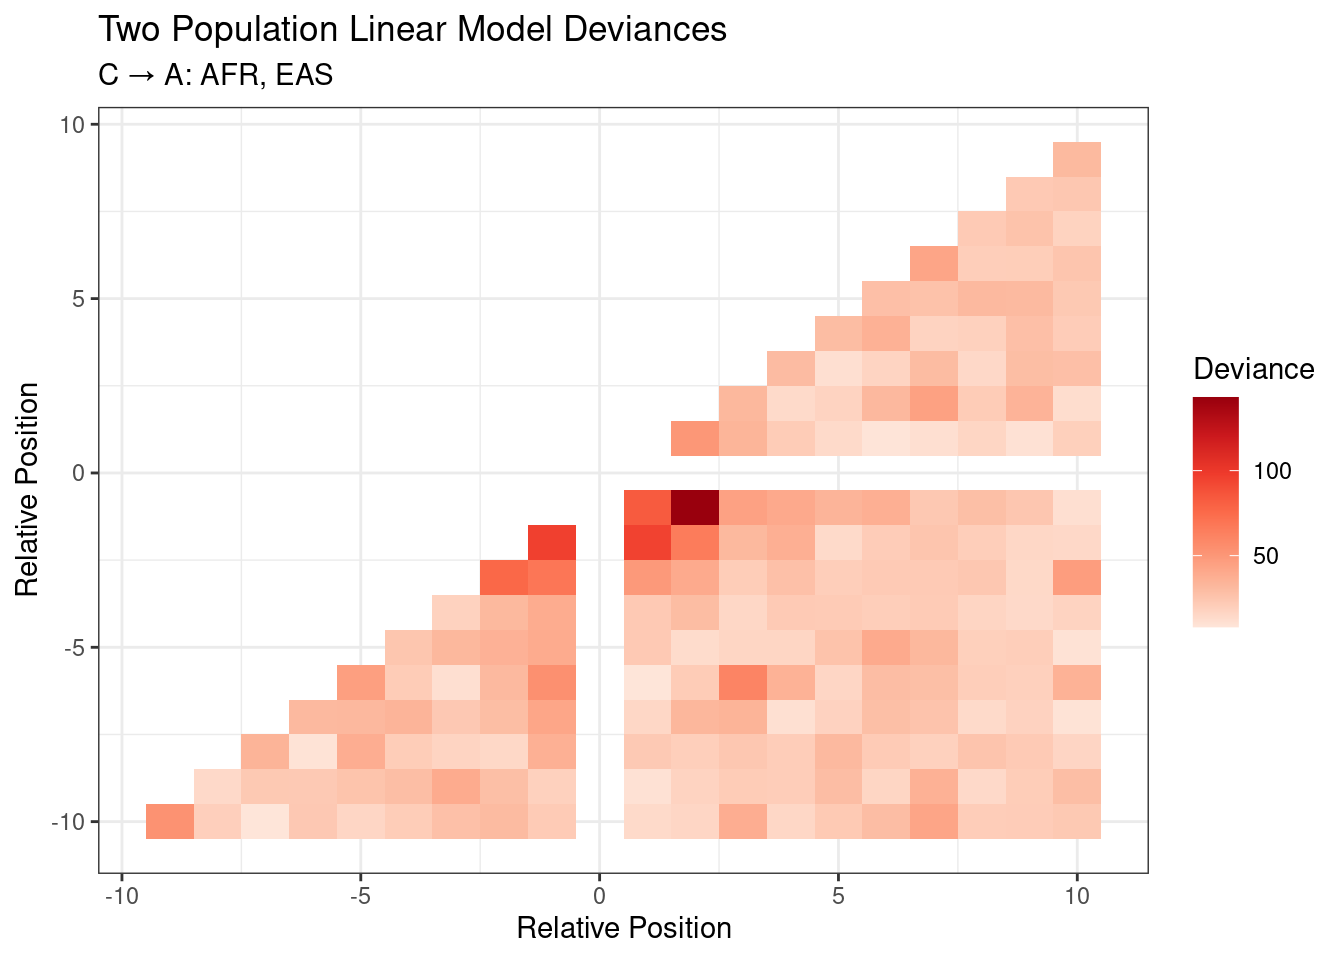 Two Population Linear Model Deviances
C → A: AFR, EAS
10
5
0
-5
-10
Relative Position
-10
-5
0
5
10
Relative Position
Deviance
100
50